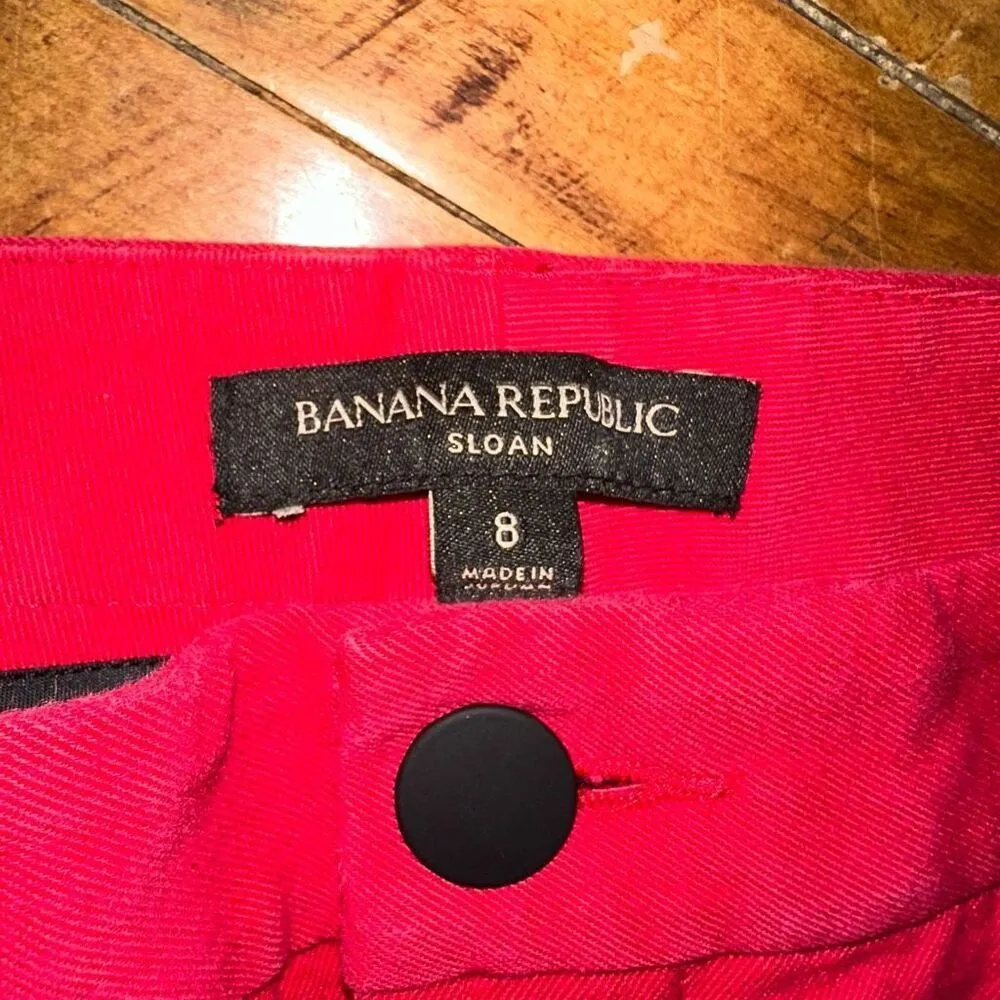 BANANA REPUBLIC
SLOAN
8
MADE IN